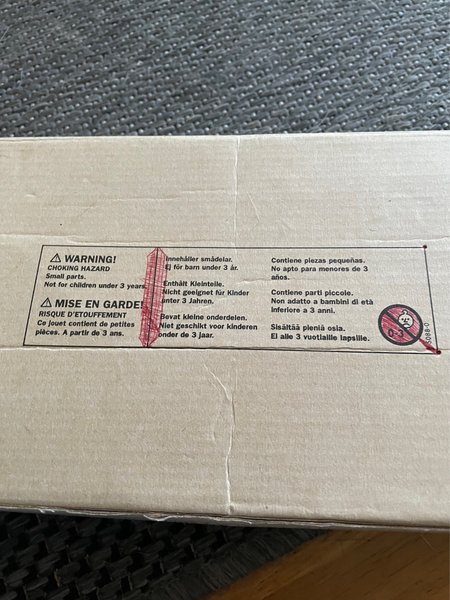 ⚠ WARNING!
CHOKING HAZARD
Small parts.
Not for children under 3 years.
⚠ MISE EN GARDE!
RISQUE D'ETOUFFEMENT
Ce jouet contient de petites
pièces. A partir de 3 ans.
Innehåller smådelar.
Ej för barn under 3 år.
Enthält Kleinteile.
Nicht geeignet für Kinder
unter 3 Jahren.
Bevat kleine onderdelen.
Niet geschikt voor kinderen
onder de 3 jaar.
Contiene piezas pequeñas.
No apto para menores de 3
años.
Contiene parti piccole.
Non adatto a bambini di età
inferiore a 3 anni.
Sisältää pieniä osia.
Ei alle 3 vuotiaille lapsille.
0-3